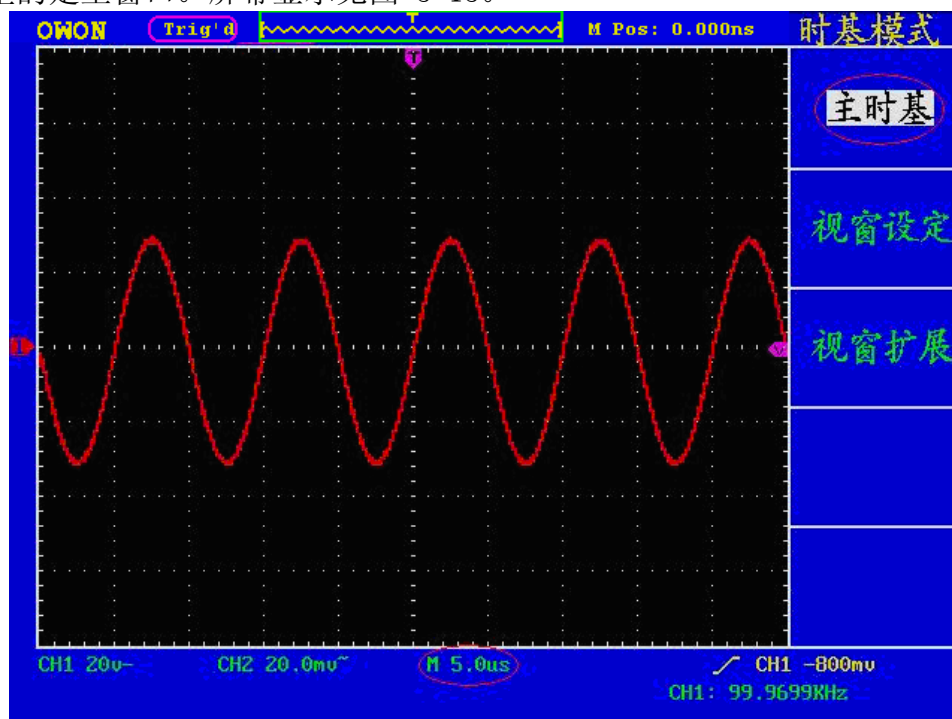 OWON Trig'd T M Pos: 0.000ns 时基模式
T
主时基
视窗设定
1 视窗扩展
CH1 20v- CH2 20.0mv~ M 5.0us CH1 -800mv
CH1: 99.9699KHz